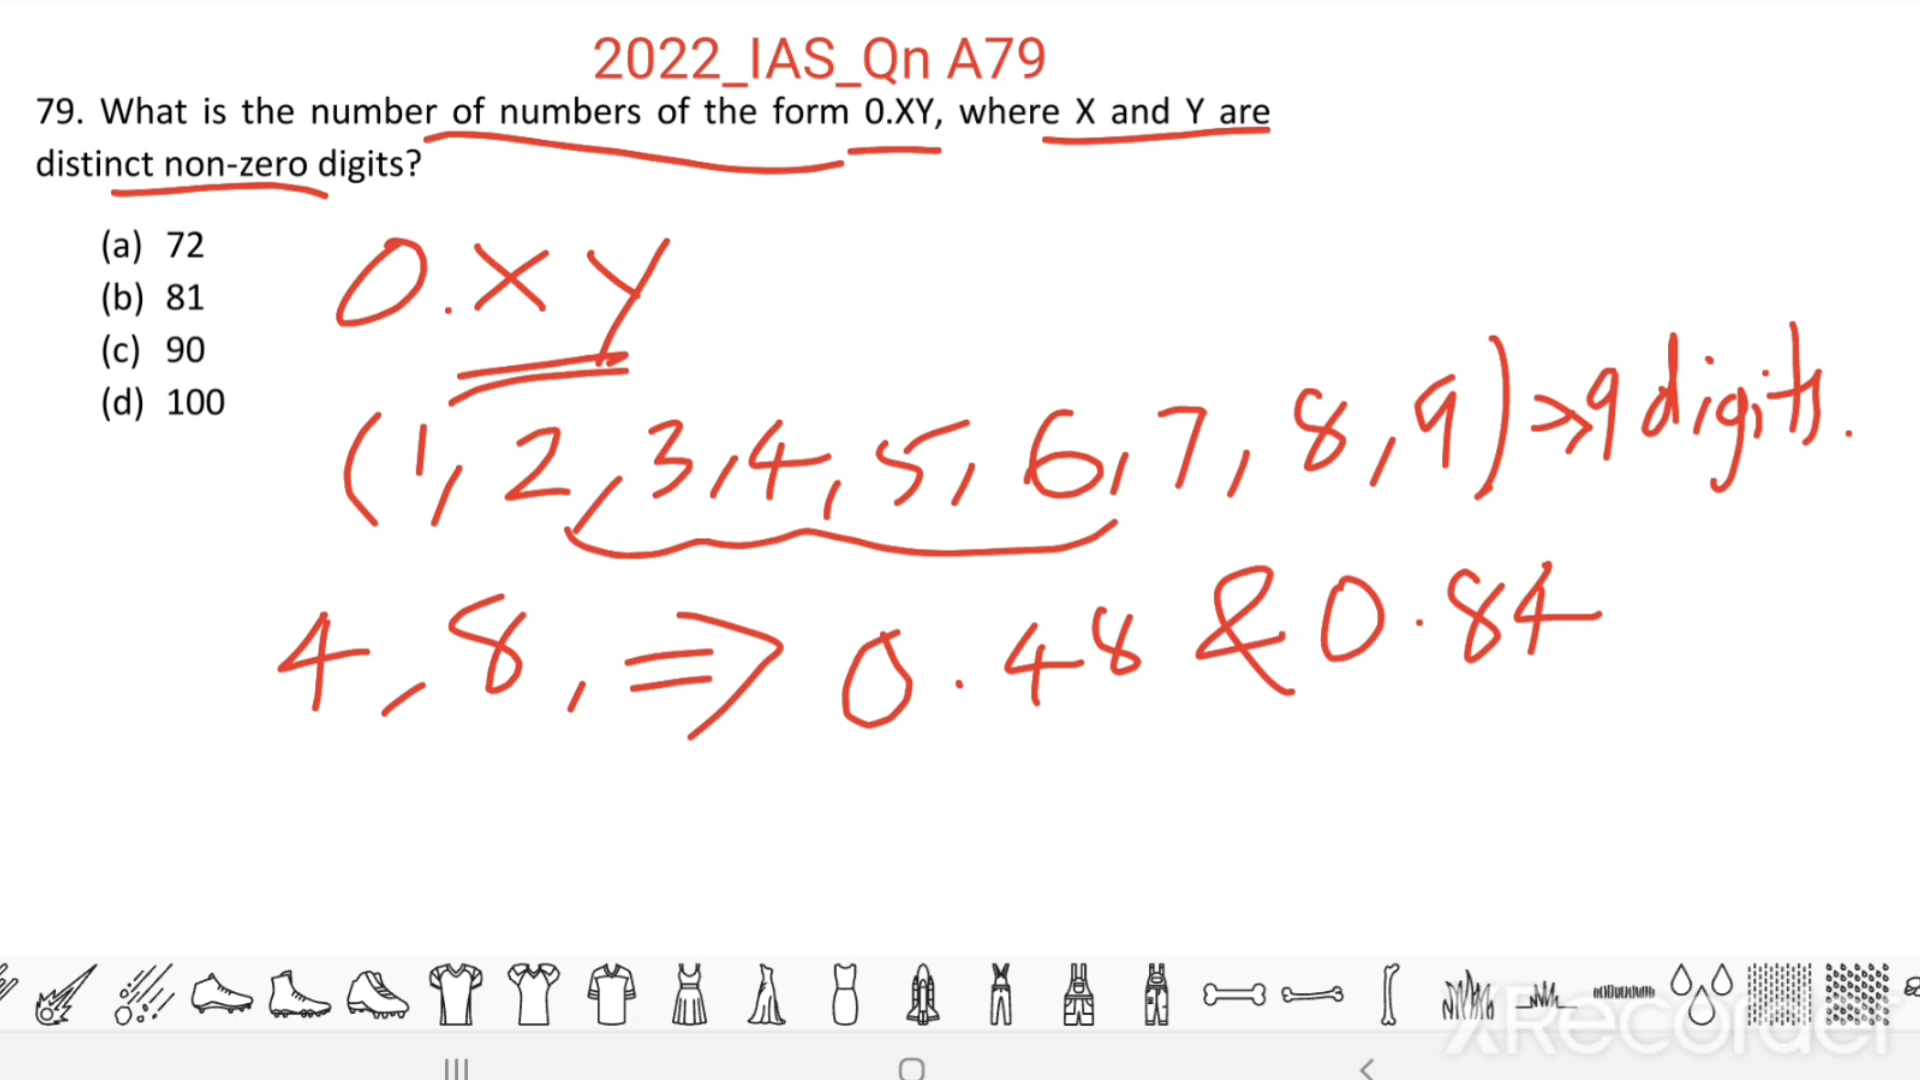 2022_IAS_Qn A79
79. What is the number of numbers of the form 0.XY, where X and Y are
distinct non-zero digits?
(a) 72
(b) 81
(c) 90
(d) 100
0.XY
(1, 2, 3, 4, 5, 6, 7, 8, 9) => 9 digits.
4, 8, => 0.48 & 0.84
XRecorder